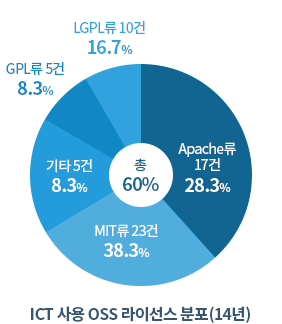 LGPL류 10건
16.7%
GPL류 5건
8.3%
Apache류
17건
28.3%
기타 5건
8.3%
총
60%
MIT류 23건
38.3%
ICT 사용 OSS 라이선스 분포(14년)